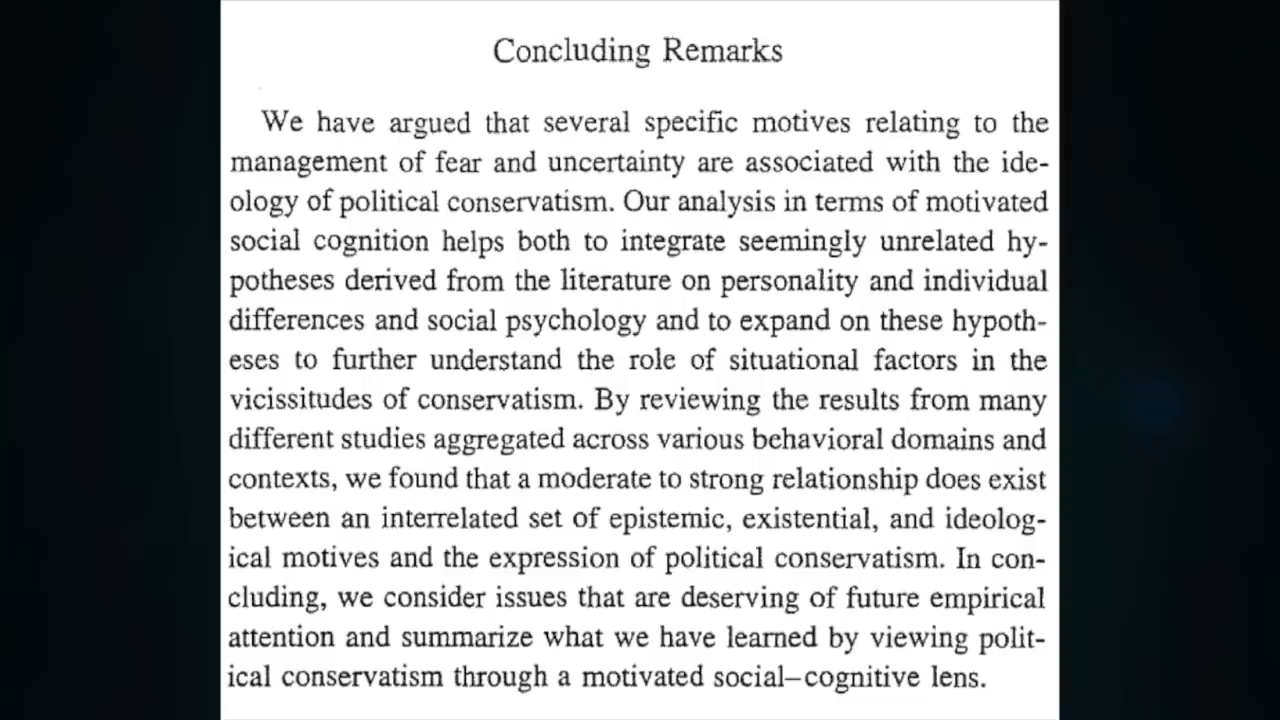 Concluding Remarks
We have argued that several specific motives relating to the
management of fear and uncertainty are associated with the ide-
ology of political conservatism. Our analysis in terms of motivated
social cognition helps both to integrate seemingly unrelated hy-
potheses derived from the literature on personality and individual
differences and social psychology and to expand on these hypoth-
eses to further understand the role of situational factors in the
vicissitudes of conservatism. By reviewing the results from many
different studies aggregated across various behavioral domains and
contexts, we found that a moderate to strong relationship does exist
between an interrelated set of epistemic, existential, and ideolog-
ical motives and the expression of political conservatism. In con-
cluding, we consider issues that are deserving of future empirical
attention and summarize what we have learned by viewing polit-
ical conservatism through a motivated social–cognitive lens.